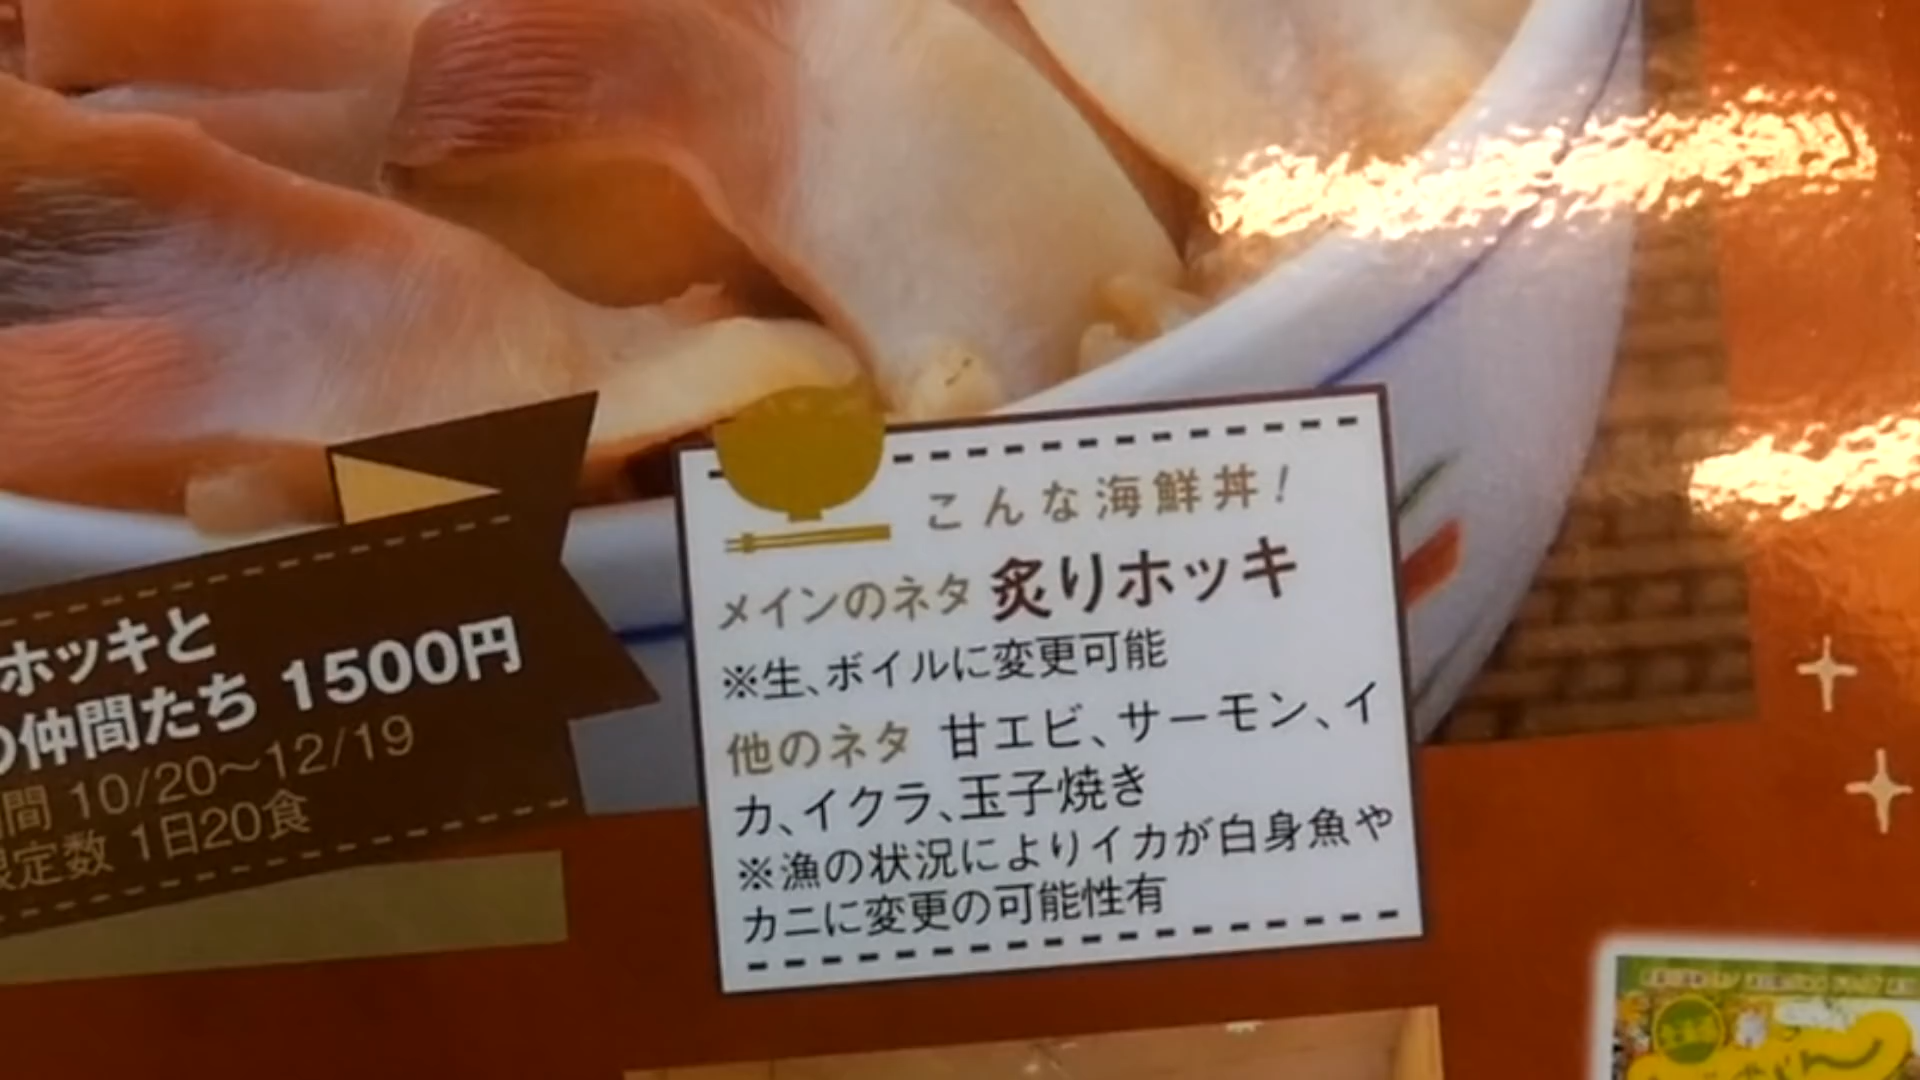 ホッキと
の仲間たち 1500円
間 10/20～12/19
限定数 1日20食
こんな海鮮丼！
メインのネタ 炙りホッキ
※生、ボイルに変更可能
他のネタ 甘エビ、サーモン、イ
カ、イクラ、玉子焼き
※漁の状況によりイカが白身魚や
カニに変更の可能性有